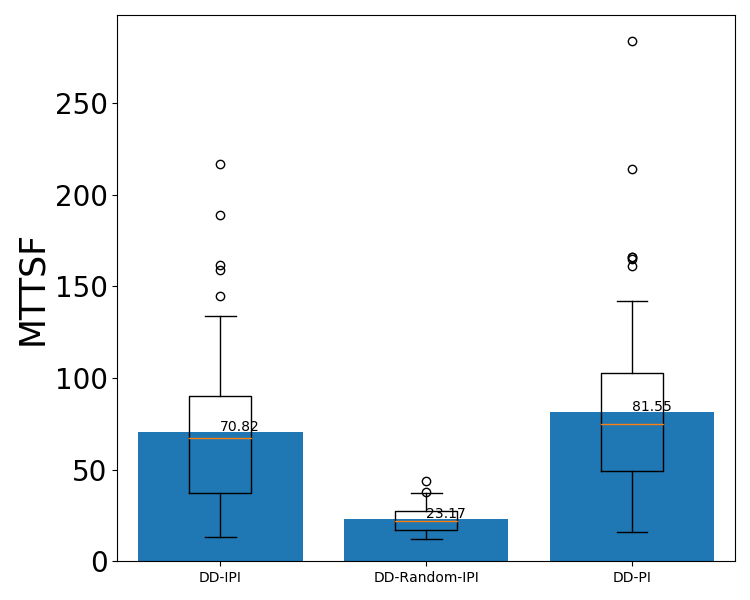 MTTSF
250
200
150
100
50
0
70.82
23.17
81.55
DD-IPI
DD-Random-IPI
DD-PI